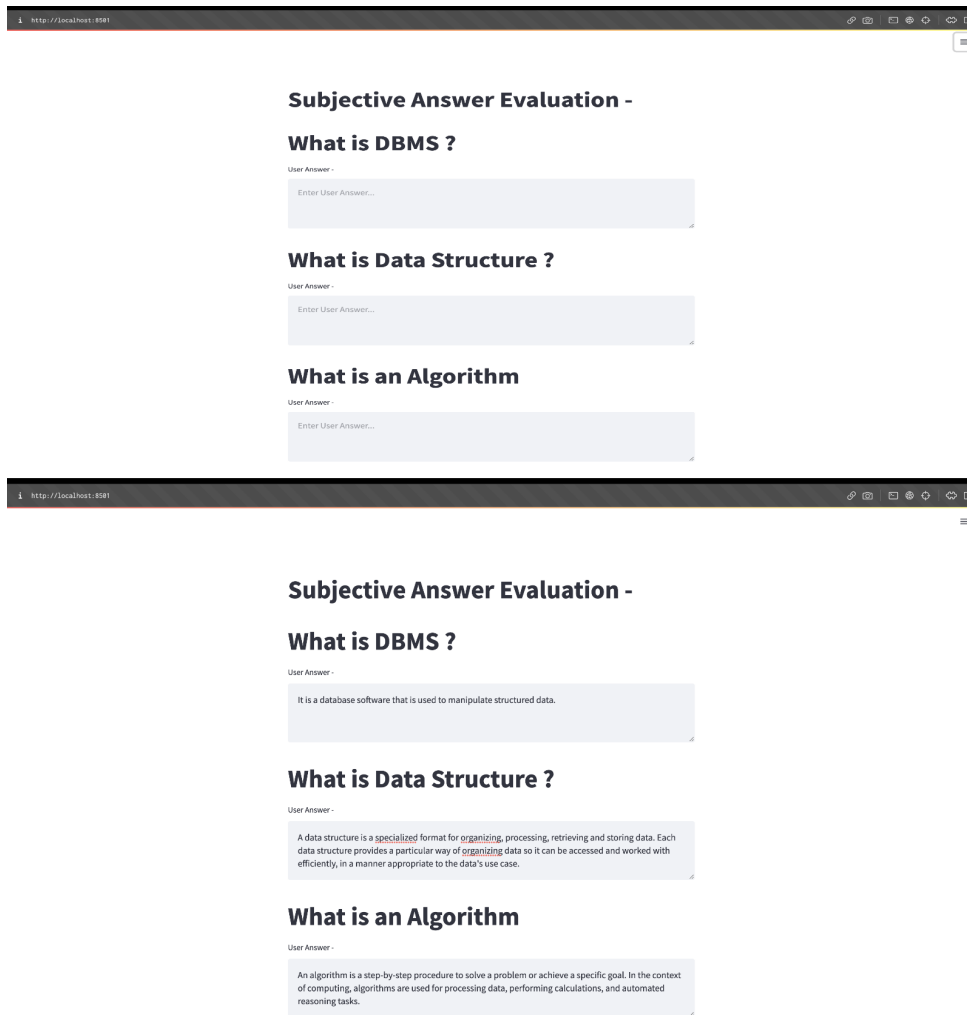 i http://localhost:8501
Subjective Answer Evaluation -
What is DBMS ?
User Answer -
Enter User Answer...
What is Data Structure ?
User Answer -
Enter User Answer...
What is an Algorithm
User Answer -
Enter User Answer...
i http://localhost:8501
Subjective Answer Evaluation -
What is DBMS ?
User Answer -
It is a database software that is used to manipulate structured data.
What is Data Structure ?
User Answer -
A data structure is a specialized format for organizing, processing, retrieving and storing data. Each
data structure provides a particular way of organizing data so it can be accessed and worked with
efficiently, in a manner appropriate to the data's use case.
What is an Algorithm
User Answer -
An algorithm is a step-by-step procedure to solve a problem or achieve a specific goal. In the context
of computing, algorithms are used for processing data, performing calculations, and automated
reasoning tasks.